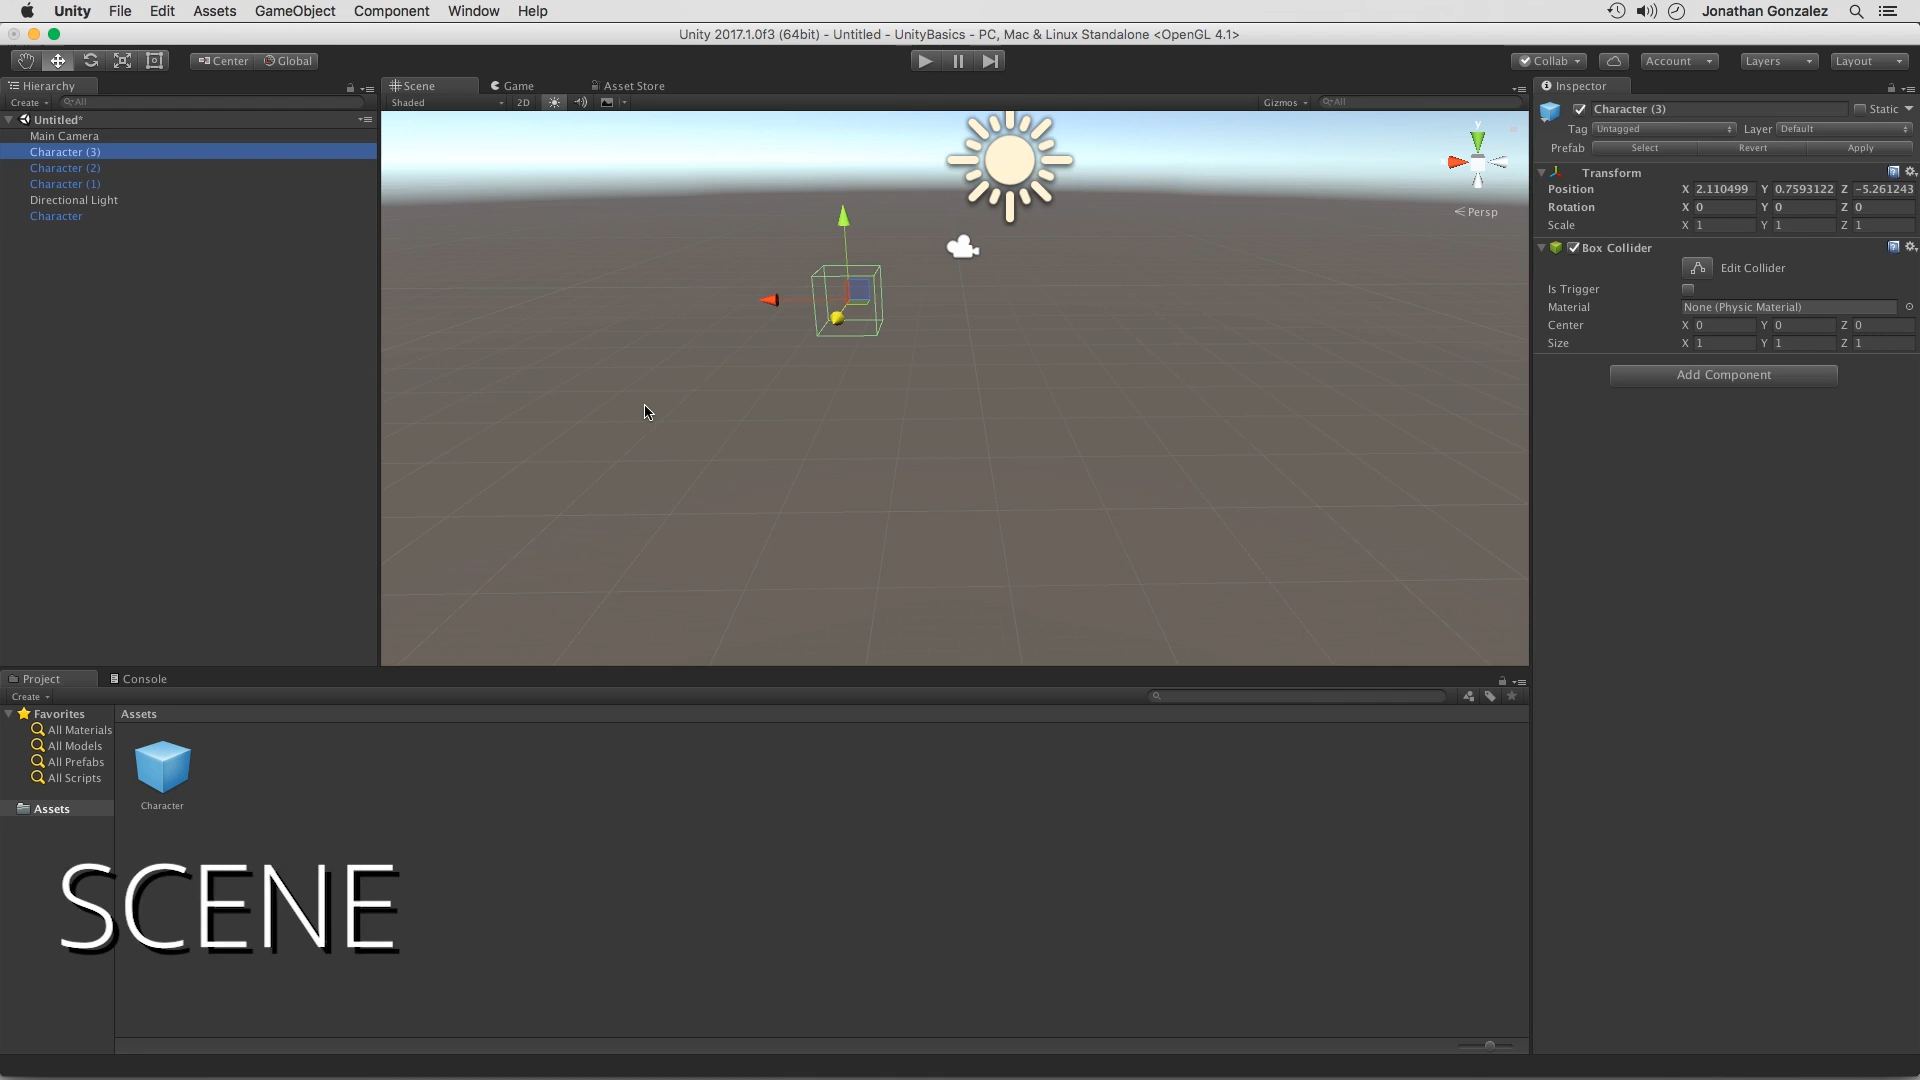 Unity File Edit Assets GameObject Component Window Help Jonathan Gonzalez
Unity 2017.1.0f3 (64bit) - Untitled - UnityBasics - PC, Mac & Linux Standalone <OpenGL 4.1>
Center Global Collab Account Layers Layout
Hierarchy
Create All
Untitled*
Main Camera
Character (3)
Character (2)
Character (1)
Directional Light
Character
Scene Game Asset Store
Shaded 2D Gizmos All
y
Persp
Inspector
Character (3) Static
Tag Untagged Layer Default
Prefab Select Revert Apply
Transform
Position X 2.110499 Y 0.7593122 Z -5.261243
Rotation X 0 Y 0 Z 0
Scale X 1 Y 1 Z 1
Box Collider
Edit Collider
Is Trigger
Material None (Physic Material)
Center X 0 Y 0 Z 0
Size X 1 Y 1 Z 1
Add Component
Project Console
Create
Favorites
All Materials
All Models
All Prefabs
All Scripts
Assets
Assets
Character
SCENE